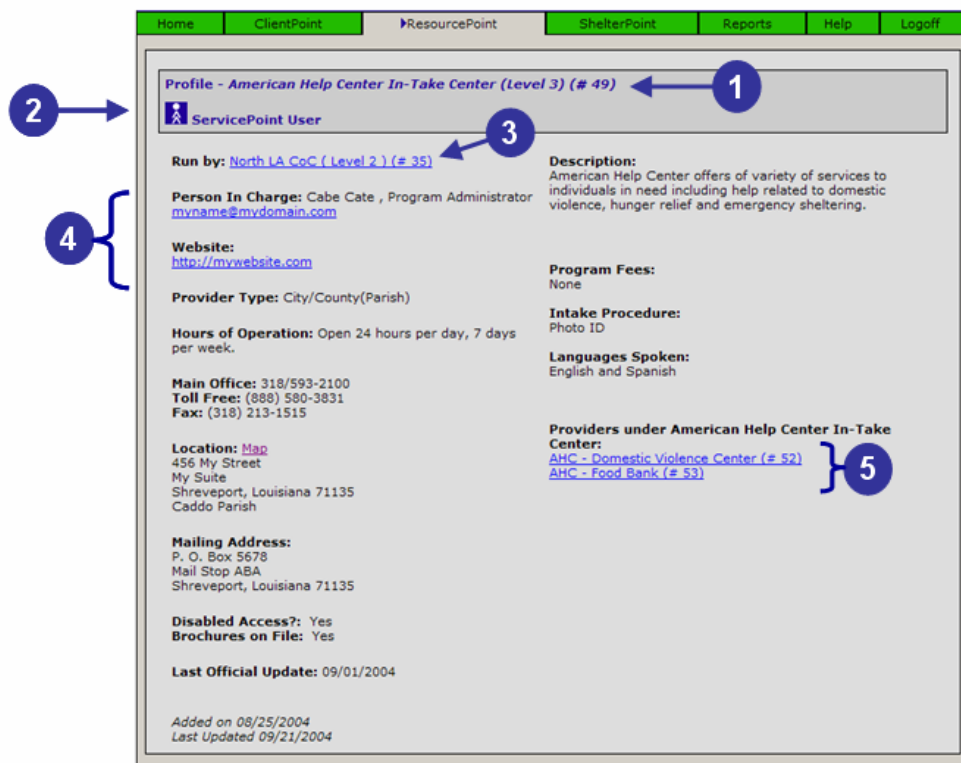 Home ClientPoint ResourcePoint ShelterPoint Reports Help Logoff
Profile - American Help Center In-Take Center (Level 3) (# 49)
1
2
ServicePoint User
3
Run by: North LA CoC ( Level 2 ) (# 35)
Person In Charge: Cabe Cate , Program Administrator
myname@mydomain.com
4
Website:
http://mywebsite.com
Provider Type: City/County(Parish)
Hours of Operation: Open 24 hours per day, 7 days
per week.
Main Office: 318/593-2100
Toll Free: (888) 580-3831
Fax: (318) 213-1515
Location: Map
456 My Street
My Suite
Shreveport, Louisiana 71135
Caddo Parish
Mailing Address:
P. O. Box 5678
Mail Stop ABA
Shreveport, Louisiana 71135
Disabled Access?: Yes
Brochures on File: Yes
Last Official Update: 09/01/2004
Added on 08/25/2004
Last Updated 09/21/2004
Description:
American Help Center offers of variety of services to
individuals in need including help related to domestic
violence, hunger relief and emergency sheltering.
Program Fees:
None
Intake Procedure:
Photo ID
Languages Spoken:
English and Spanish
Providers under American Help Center In-Take
Center:
AHC - Domestic Violence Center (# 52)
AHC - Food Bank (# 53)
5